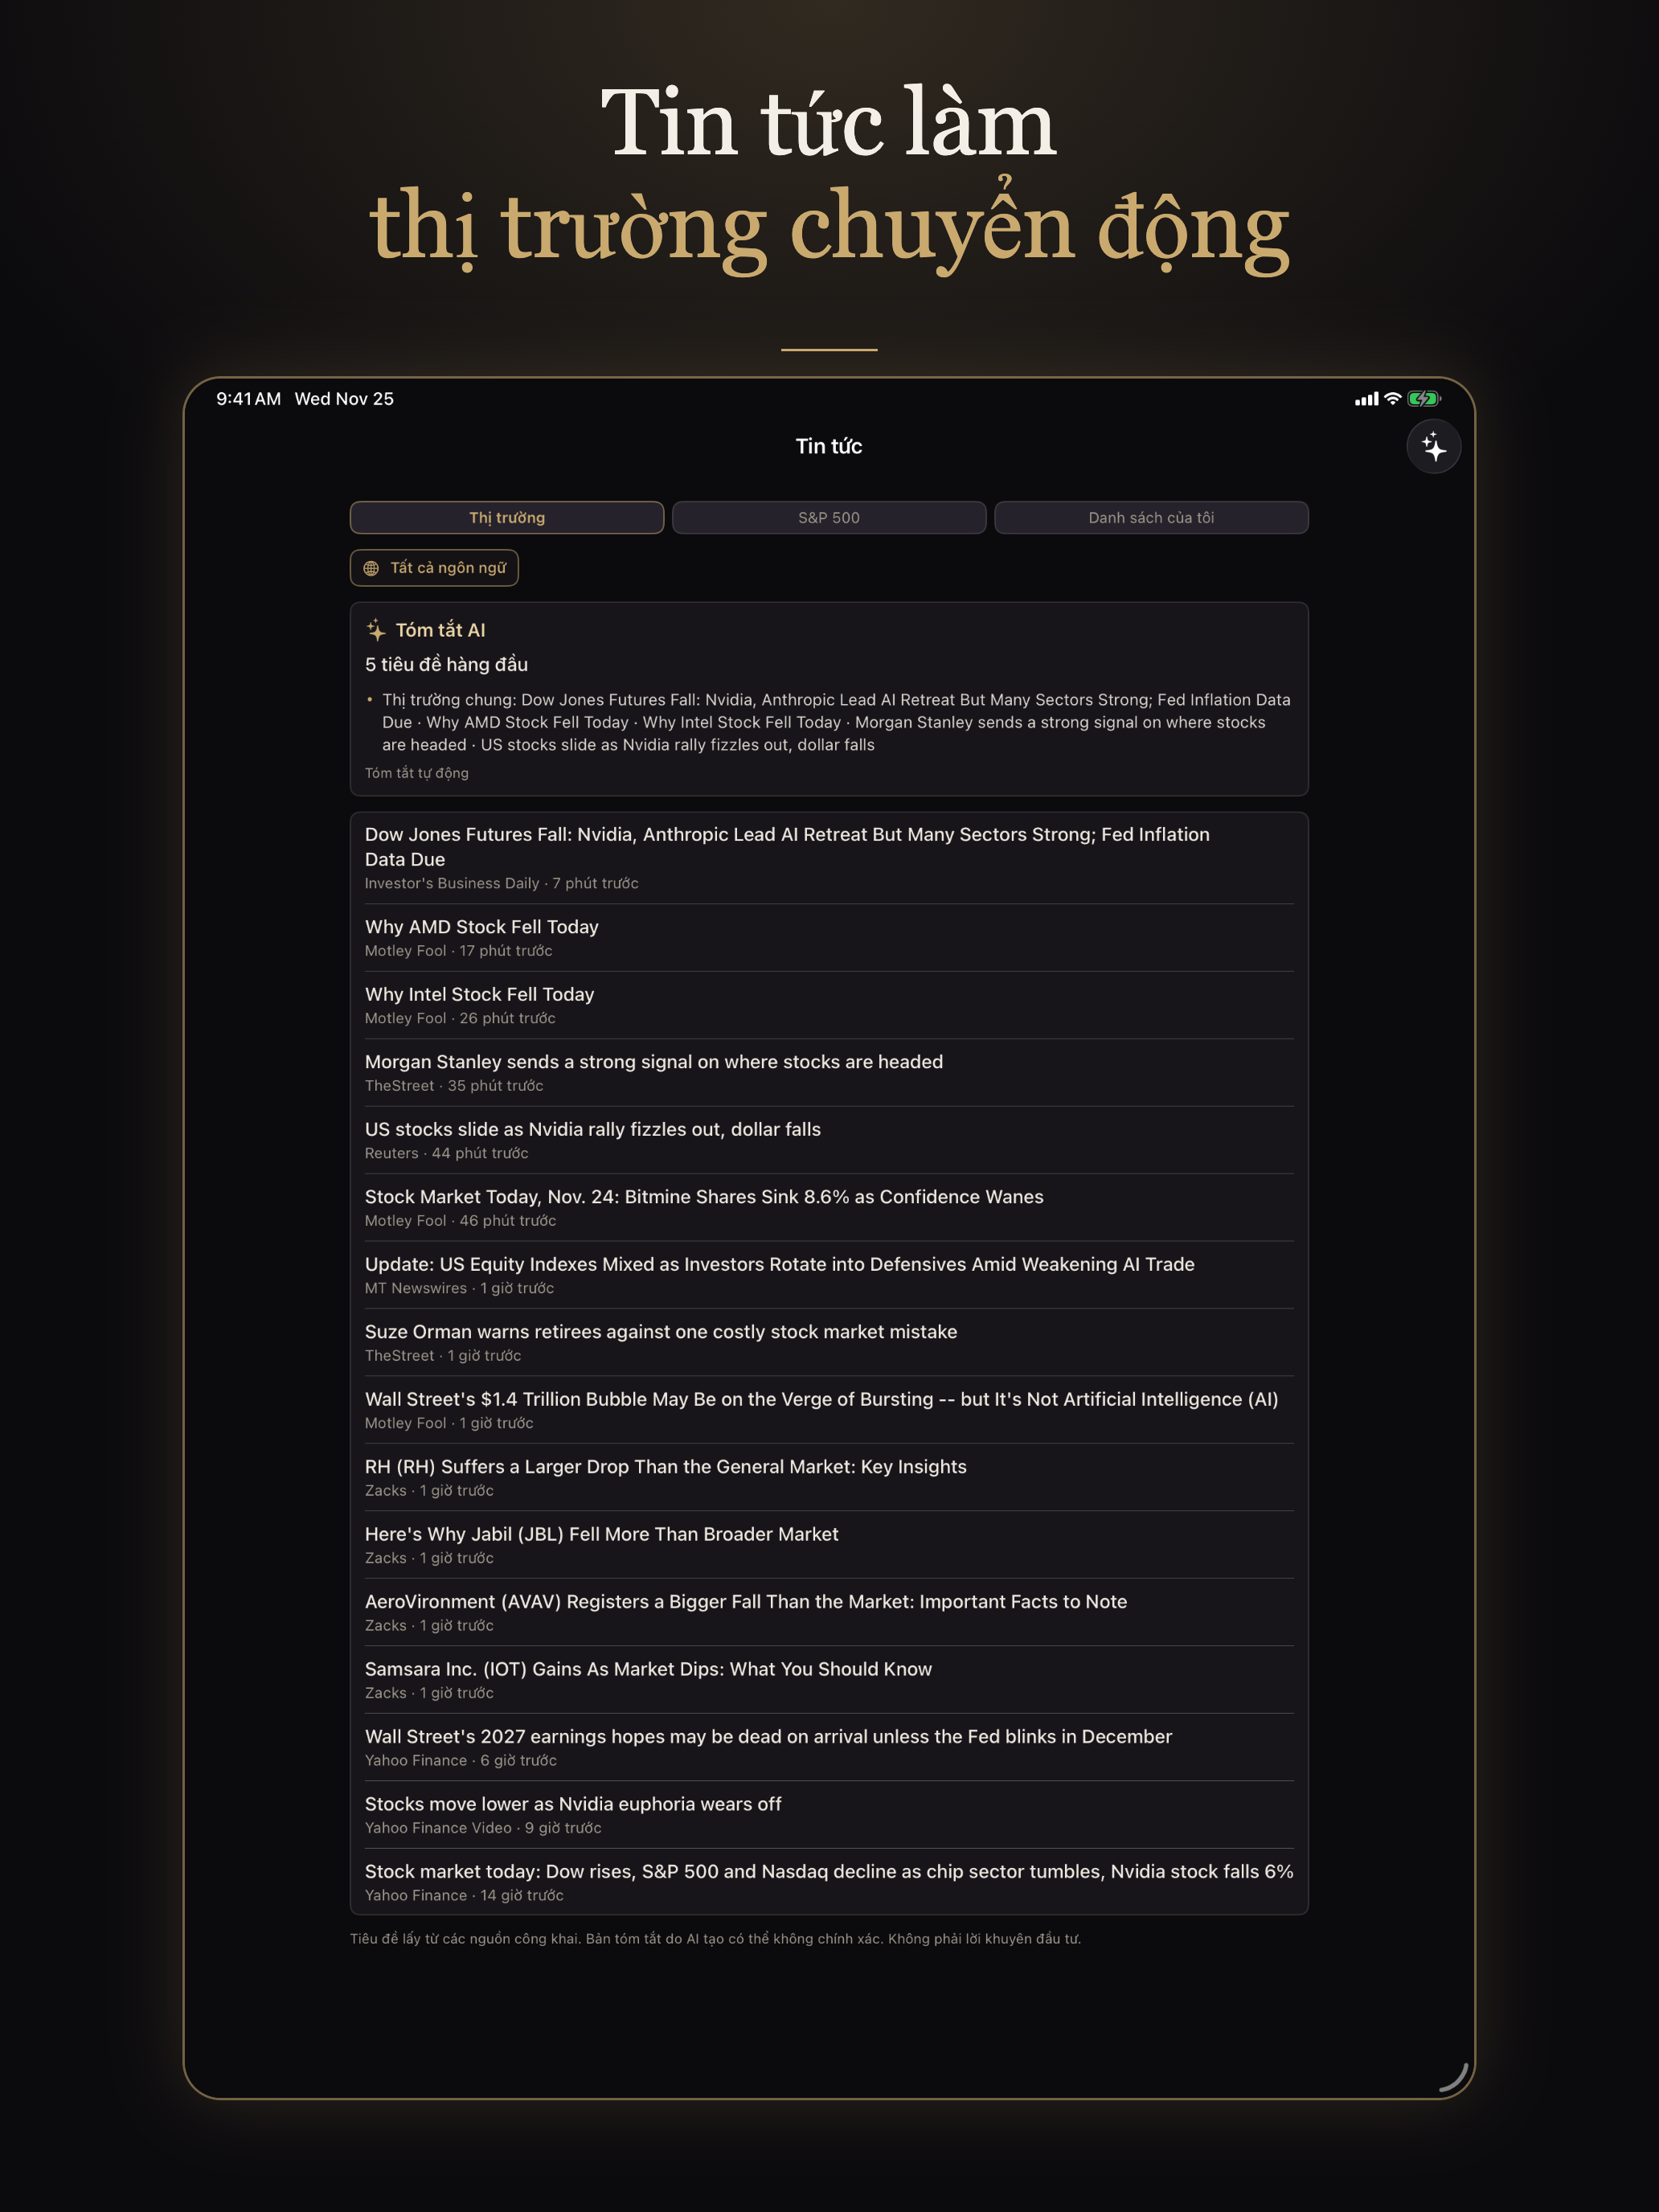 Tin tức làm
thị trường chuyển động
9:41 AM Wed Nov 25
Tin tức
Thị trường
S&P 500
Danh sách của tôi
Tất cả ngôn ngữ
Tóm tắt AI
5 tiêu đề hàng đầu
• Thị trường chung: Dow Jones Futures Fall: Nvidia, Anthropic Lead AI Retreat But Many Sectors Strong; Fed Inflation Data
Due · Why AMD Stock Fell Today · Why Intel Stock Fell Today · Morgan Stanley sends a strong signal on where stocks
are headed · US stocks slide as Nvidia rally fizzles out, dollar falls
Tóm tắt tự động
Dow Jones Futures Fall: Nvidia, Anthropic Lead AI Retreat But Many Sectors Strong; Fed Inflation
Data Due
Investor's Business Daily · 7 phút trước
Why AMD Stock Fell Today
Motley Fool · 17 phút trước
Why Intel Stock Fell Today
Motley Fool · 26 phút trước
Morgan Stanley sends a strong signal on where stocks are headed
TheStreet · 35 phút trước
US stocks slide as Nvidia rally fizzles out, dollar falls
Reuters · 44 phút trước
Stock Market Today, Nov. 24: Bitmine Shares Sink 8.6% as Confidence Wanes
Motley Fool · 46 phút trước
Update: US Equity Indexes Mixed as Investors Rotate into Defensives Amid Weakening AI Trade
MT Newswires · 1 giờ trước
Suze Orman warns retirees against one costly stock market mistake
TheStreet · 1 giờ trước
Wall Street's $1.4 Trillion Bubble May Be on the Verge of Bursting -- but It's Not Artificial Intelligence (AI)
Motley Fool · 1 giờ trước
RH (RH) Suffers a Larger Drop Than the General Market: Key Insights
Zacks · 1 giờ trước
Here's Why Jabil (JBL) Fell More Than Broader Market
Zacks · 1 giờ trước
AeroVironment (AVAV) Registers a Bigger Fall Than the Market: Important Facts to Note
Zacks · 1 giờ trước
Samsara Inc. (IOT) Gains As Market Dips: What You Should Know
Zacks · 1 giờ trước
Wall Street's 2027 earnings hopes may be dead on arrival unless the Fed blinks in December
Yahoo Finance · 6 giờ trước
Stocks move lower as Nvidia euphoria wears off
Yahoo Finance Video · 9 giờ trước
Stock market today: Dow rises, S&P 500 and Nasdaq decline as chip sector tumbles, Nvidia stock falls 6%
Yahoo Finance · 14 giờ trước
Tiêu đề lấy từ các nguồn công khai. Bản tóm tắt do AI tạo có thể không chính xác. Không phải lời khuyên đầu tư.